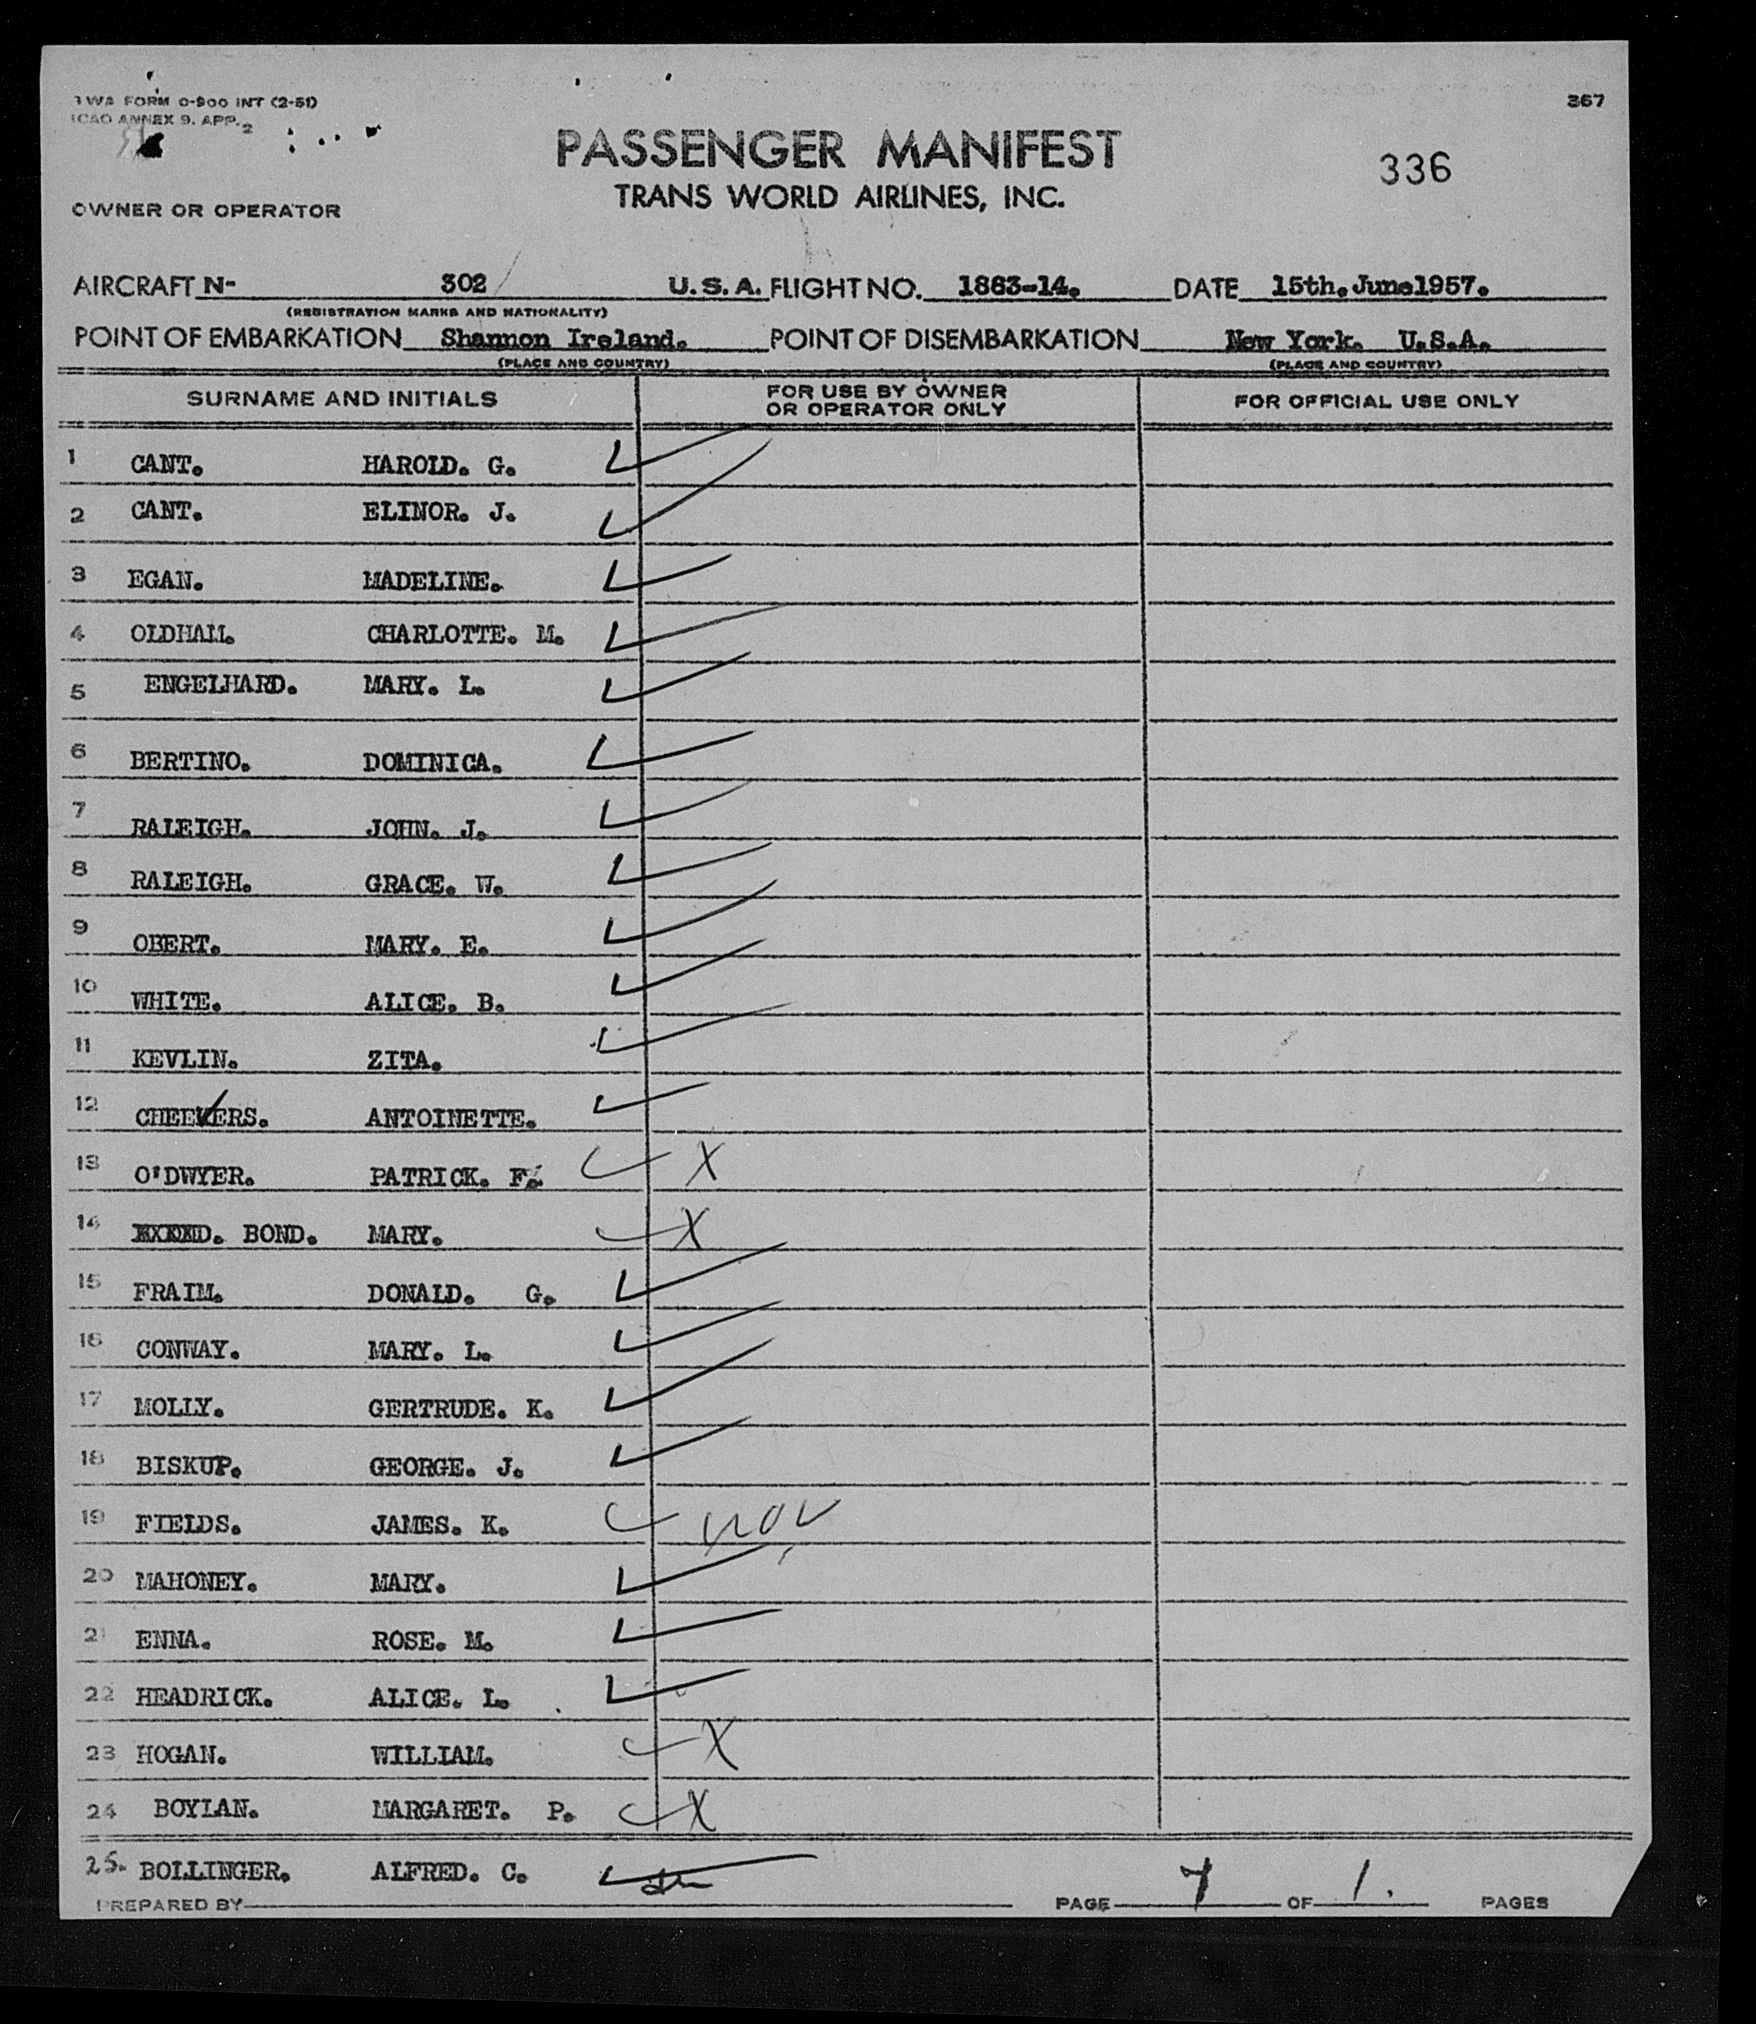 TWA FORM O-900 INT (2-51)
ICAO ANNEX 9. APP. 2
367
PASSENGER MANIFEST
336
TRANS WORLD AIRLINES, INC.
OWNER OR OPERATOR
AIRCRAFT N- 302 U.S.A. FLIGHT NO. 1863-14. DATE 15th.June1957.
(REGISTRATION MARKS AND NATIONALITY)
POINT OF EMBARKATION Shannon Ireland. POINT OF DISEMBARKATION New York. U.S.A.
(PLACE AND COUNTRY) (PLACE AND COUNTRY)
SURNAME AND INITIALS FOR USE BY OWNER OR OPERATOR ONLY FOR OFFICIAL USE ONLY
1 CANT. HAROLD. G.
2 CANT. ELINOR. J.
3 EGAN. MADELINE.
4 OLDHAM. CHARLOTTE. M.
5 ENGELHARD. MARY. L.
6 BERTINO. DOMINICA.
7 RALEIGH. JOHN. J.
8 RALEIGH. GRACE. W.
9 OBERT. MARY. E.
10 WHITE. ALICE. B.
11 KEVLIN. ZITA.
12 CHEEVERS. ANTOINETTE.
13 O'DWYER. PATRICK. F. X
14 BOND. MARY. X
15 FRAIM. DONALD. G.
16 CONWAY. MARY. L.
17 MOLLY. GERTRUDE. K.
18 BISKUP. GEORGE. J.
19 FIELDS. JAMES. K.
20 MAHONEY. MARY.
21 ENNA. ROSE. M.
22 HEADRICK. ALICE. L.
23 HOGAN. WILLIAM. X
24 BOYLAN. MARGARET. P. X
25. BOLLINGER. ALFRED. C.
PREPARED BY PAGE 7 OF 1. PAGES